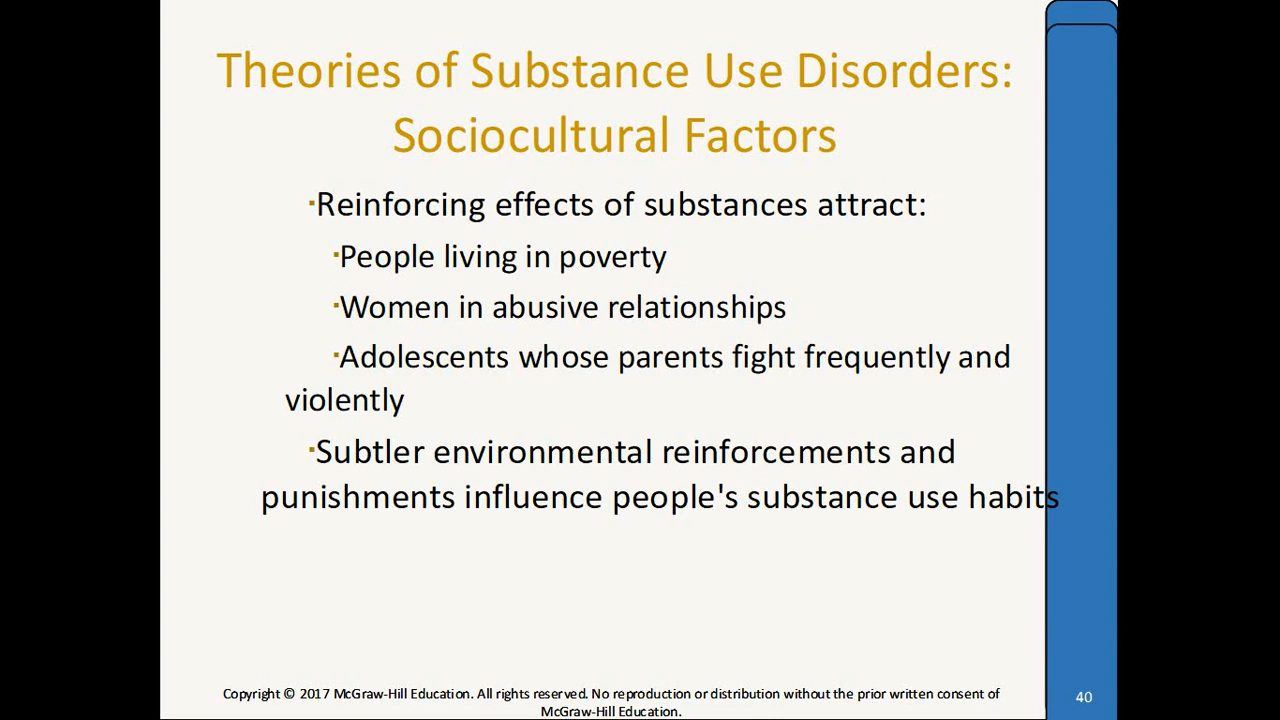 Theories of Substance Use Disorders:
Sociocultural Factors
▪Reinforcing effects of substances attract:
▪People living in poverty
▪Women in abusive relationships
▪Adolescents whose parents fight frequently and
violently
▪Subtler environmental reinforcements and
punishments influence people's substance use habits
Copyright © 2017 McGraw-Hill Education. All rights reserved. No reproduction or distribution without the prior written consent of
McGraw-Hill Education.
40